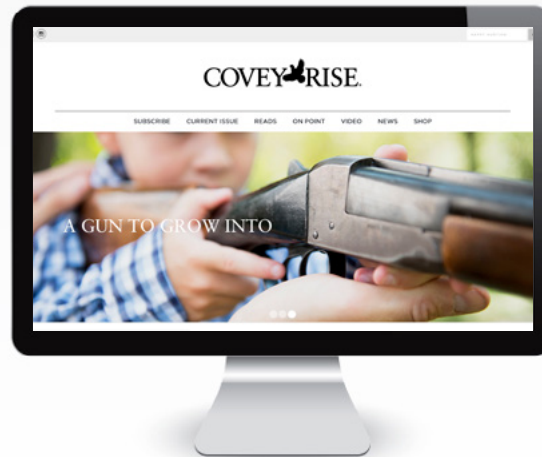 COVEY RISE.
SUBSCRIBE CURRENT ISSUE READS ON POINT VIDEO NEWS SHOP
A GUN TO GROW INTO